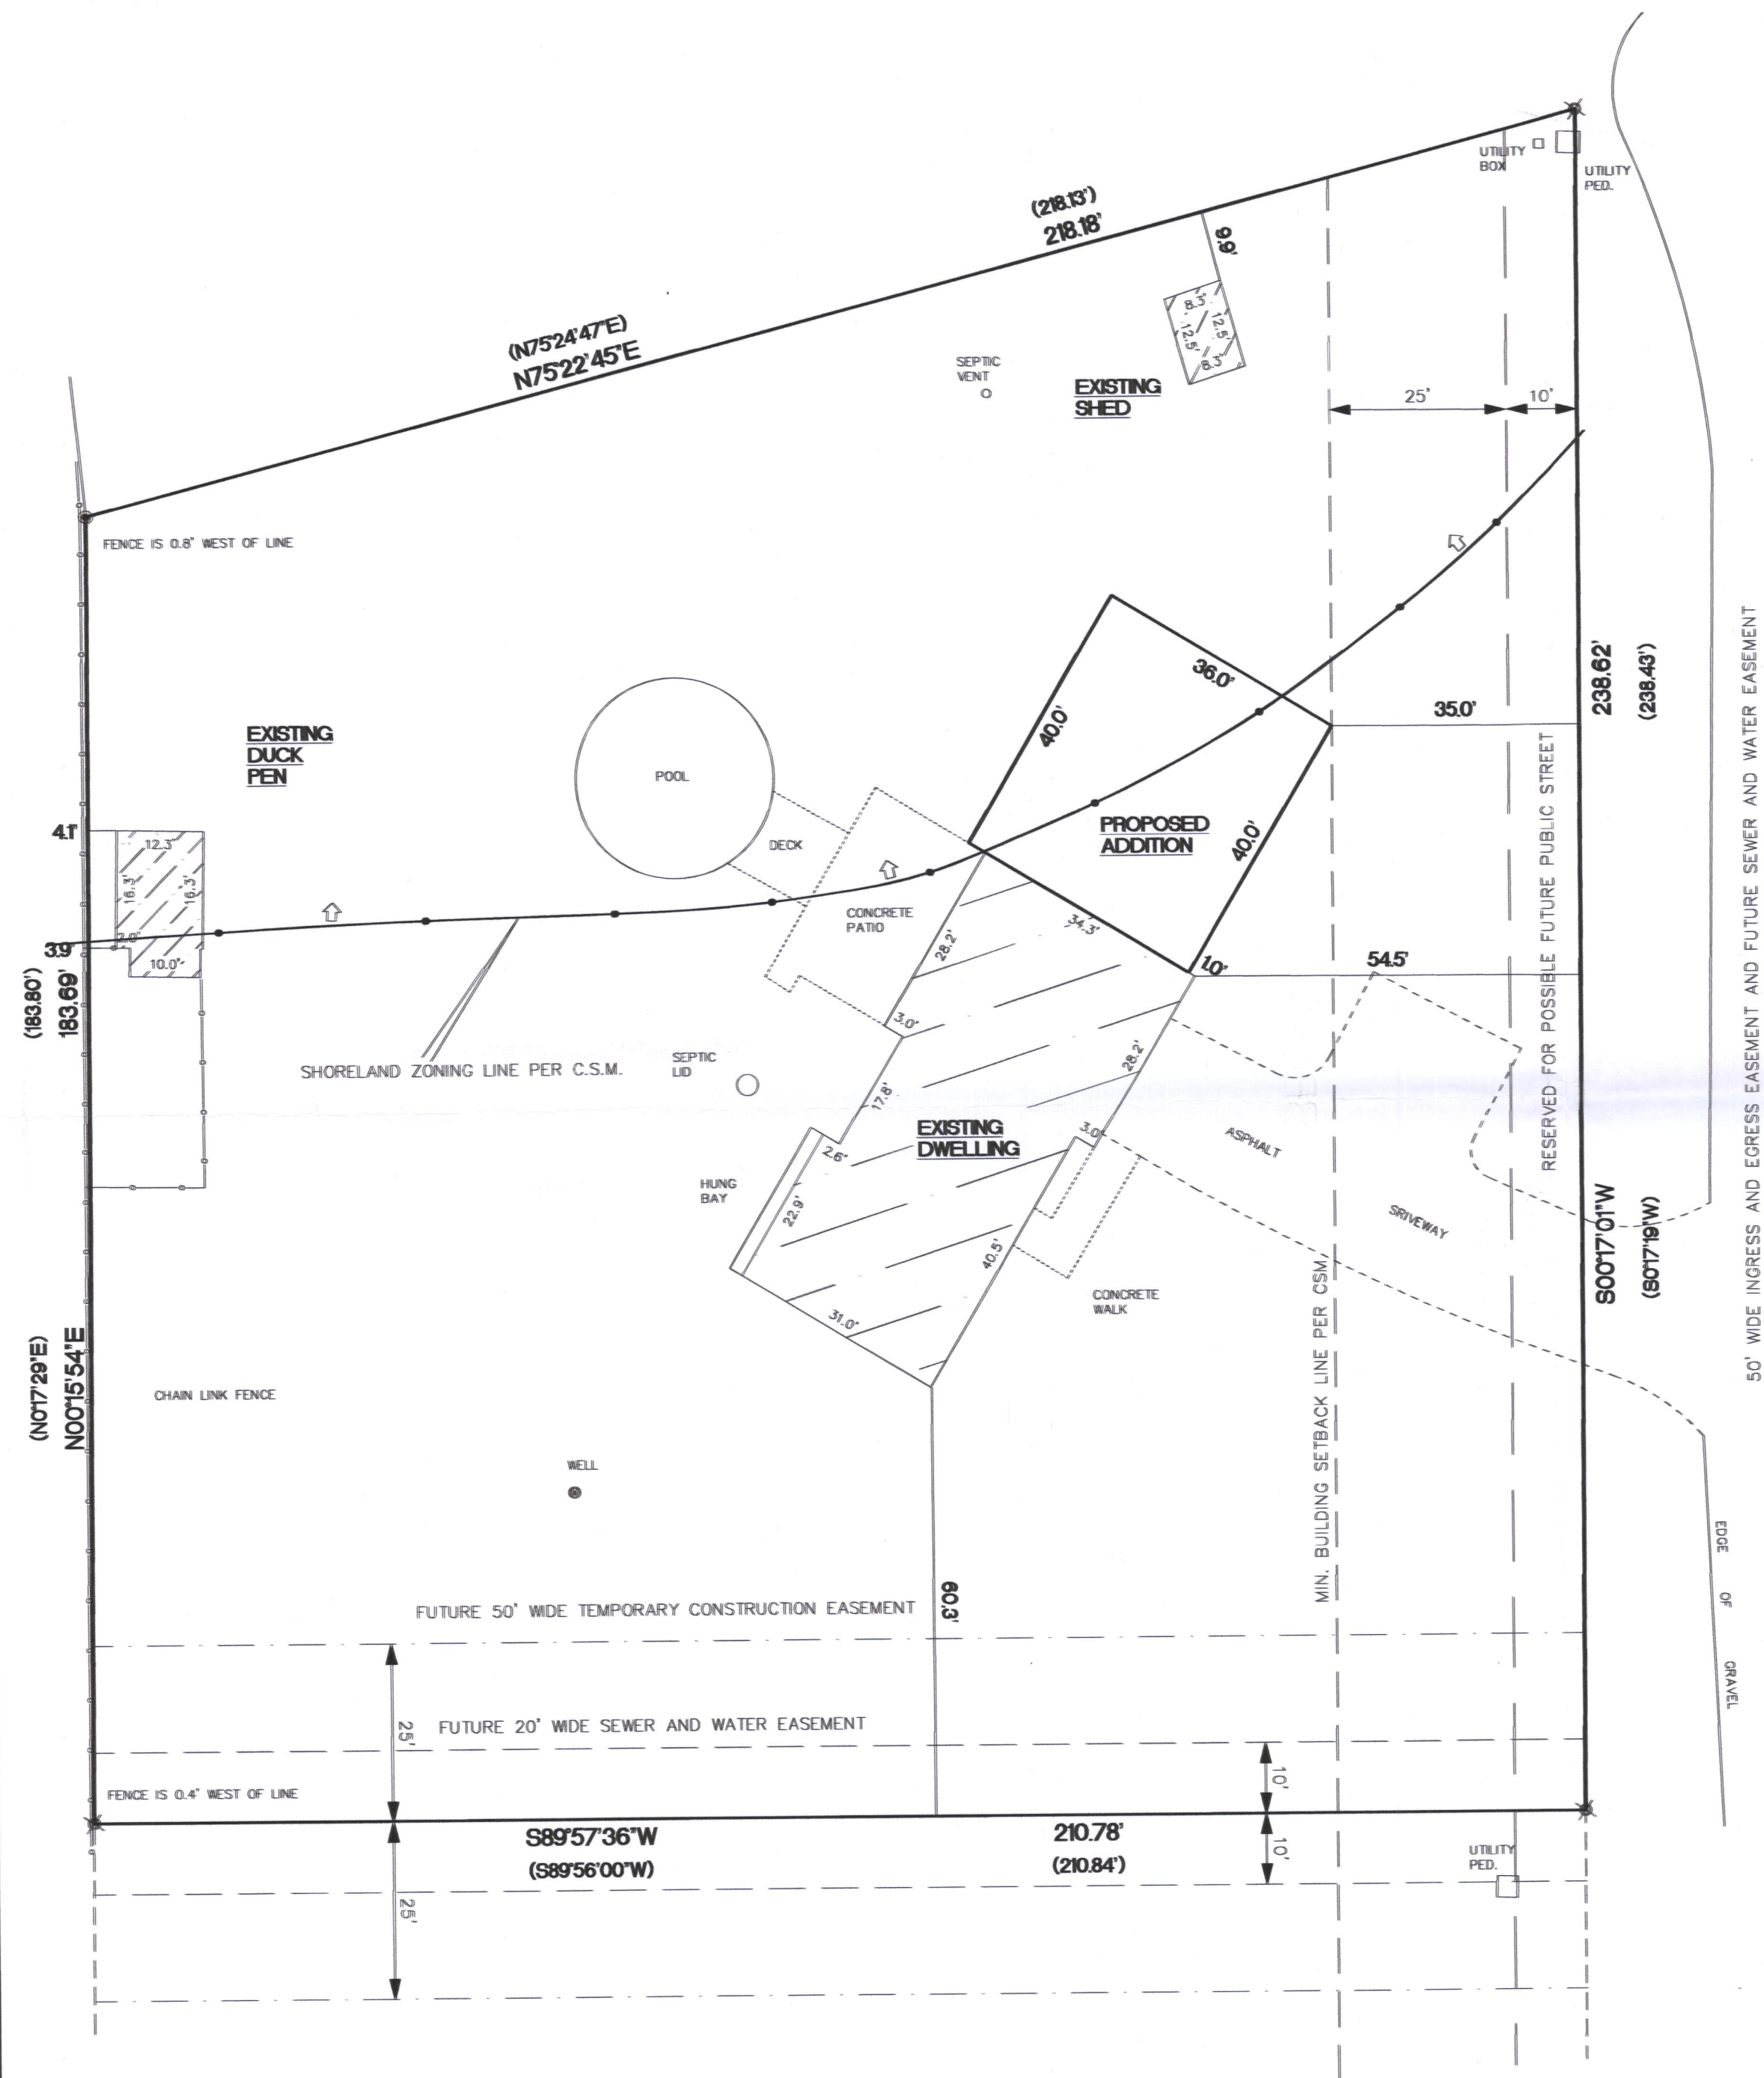 UTILITY
BOX
UTILITY
PED.
(218.13')
218.18'
9.9'
(N75°24'47"E)
N75°22'45"E
8.3'
12.5'
12.5'
8.3'
SEPTIC
VENT
EXISTING
SHED
25'
10'
FENCE IS 0.8' WEST OF LINE
36.0'
238.62'
(238.43')
40.0'
35.0'
EXISTING
DUCK
PEN
POOL
4.1'
12.3'
16.3'
16.3'
DECK
PROPOSED
ADDITION
40.0'
CONCRETE
PATIO
34.3'
28.2'
3.9'
2.0'
10.0'
1.0'
54.5'
RESERVED FOR POSSIBLE FUTURE PUBLIC STREET
50' WIDE INGRESS AND EGRESS EASEMENT AND FUTURE SEWER AND WATER EASEMENT
(183.80')
183.69'
3.0'
SHORELAND ZONING LINE PER C.S.M.
SEPTIC
LID
28.2'
17.8'
EXISTING
DWELLING
3.0'
ASPHALT
2.6'
HUNG
BAY
22.9'
SRIVEWAY
40.5'
S00°17'01"W
(S0°17'19"W)
CONCRETE
WALK
31.0'
(N0°17'29"E)
N00°15'54"E
CHAIN LINK FENCE
MIN. BUILDING SETBACK LINE PER CSM
WELL
EDGE OF GRAVEL
60.3'
FUTURE 50' WIDE TEMPORARY CONSTRUCTION EASEMENT
25'
FUTURE 20' WIDE SEWER AND WATER EASEMENT
10'
FENCE IS 0.4' WEST OF LINE
S89°57'36"W
(S89°56'00"W)
210.78'
(210.84')
10'
UTILITY
PED.
25'